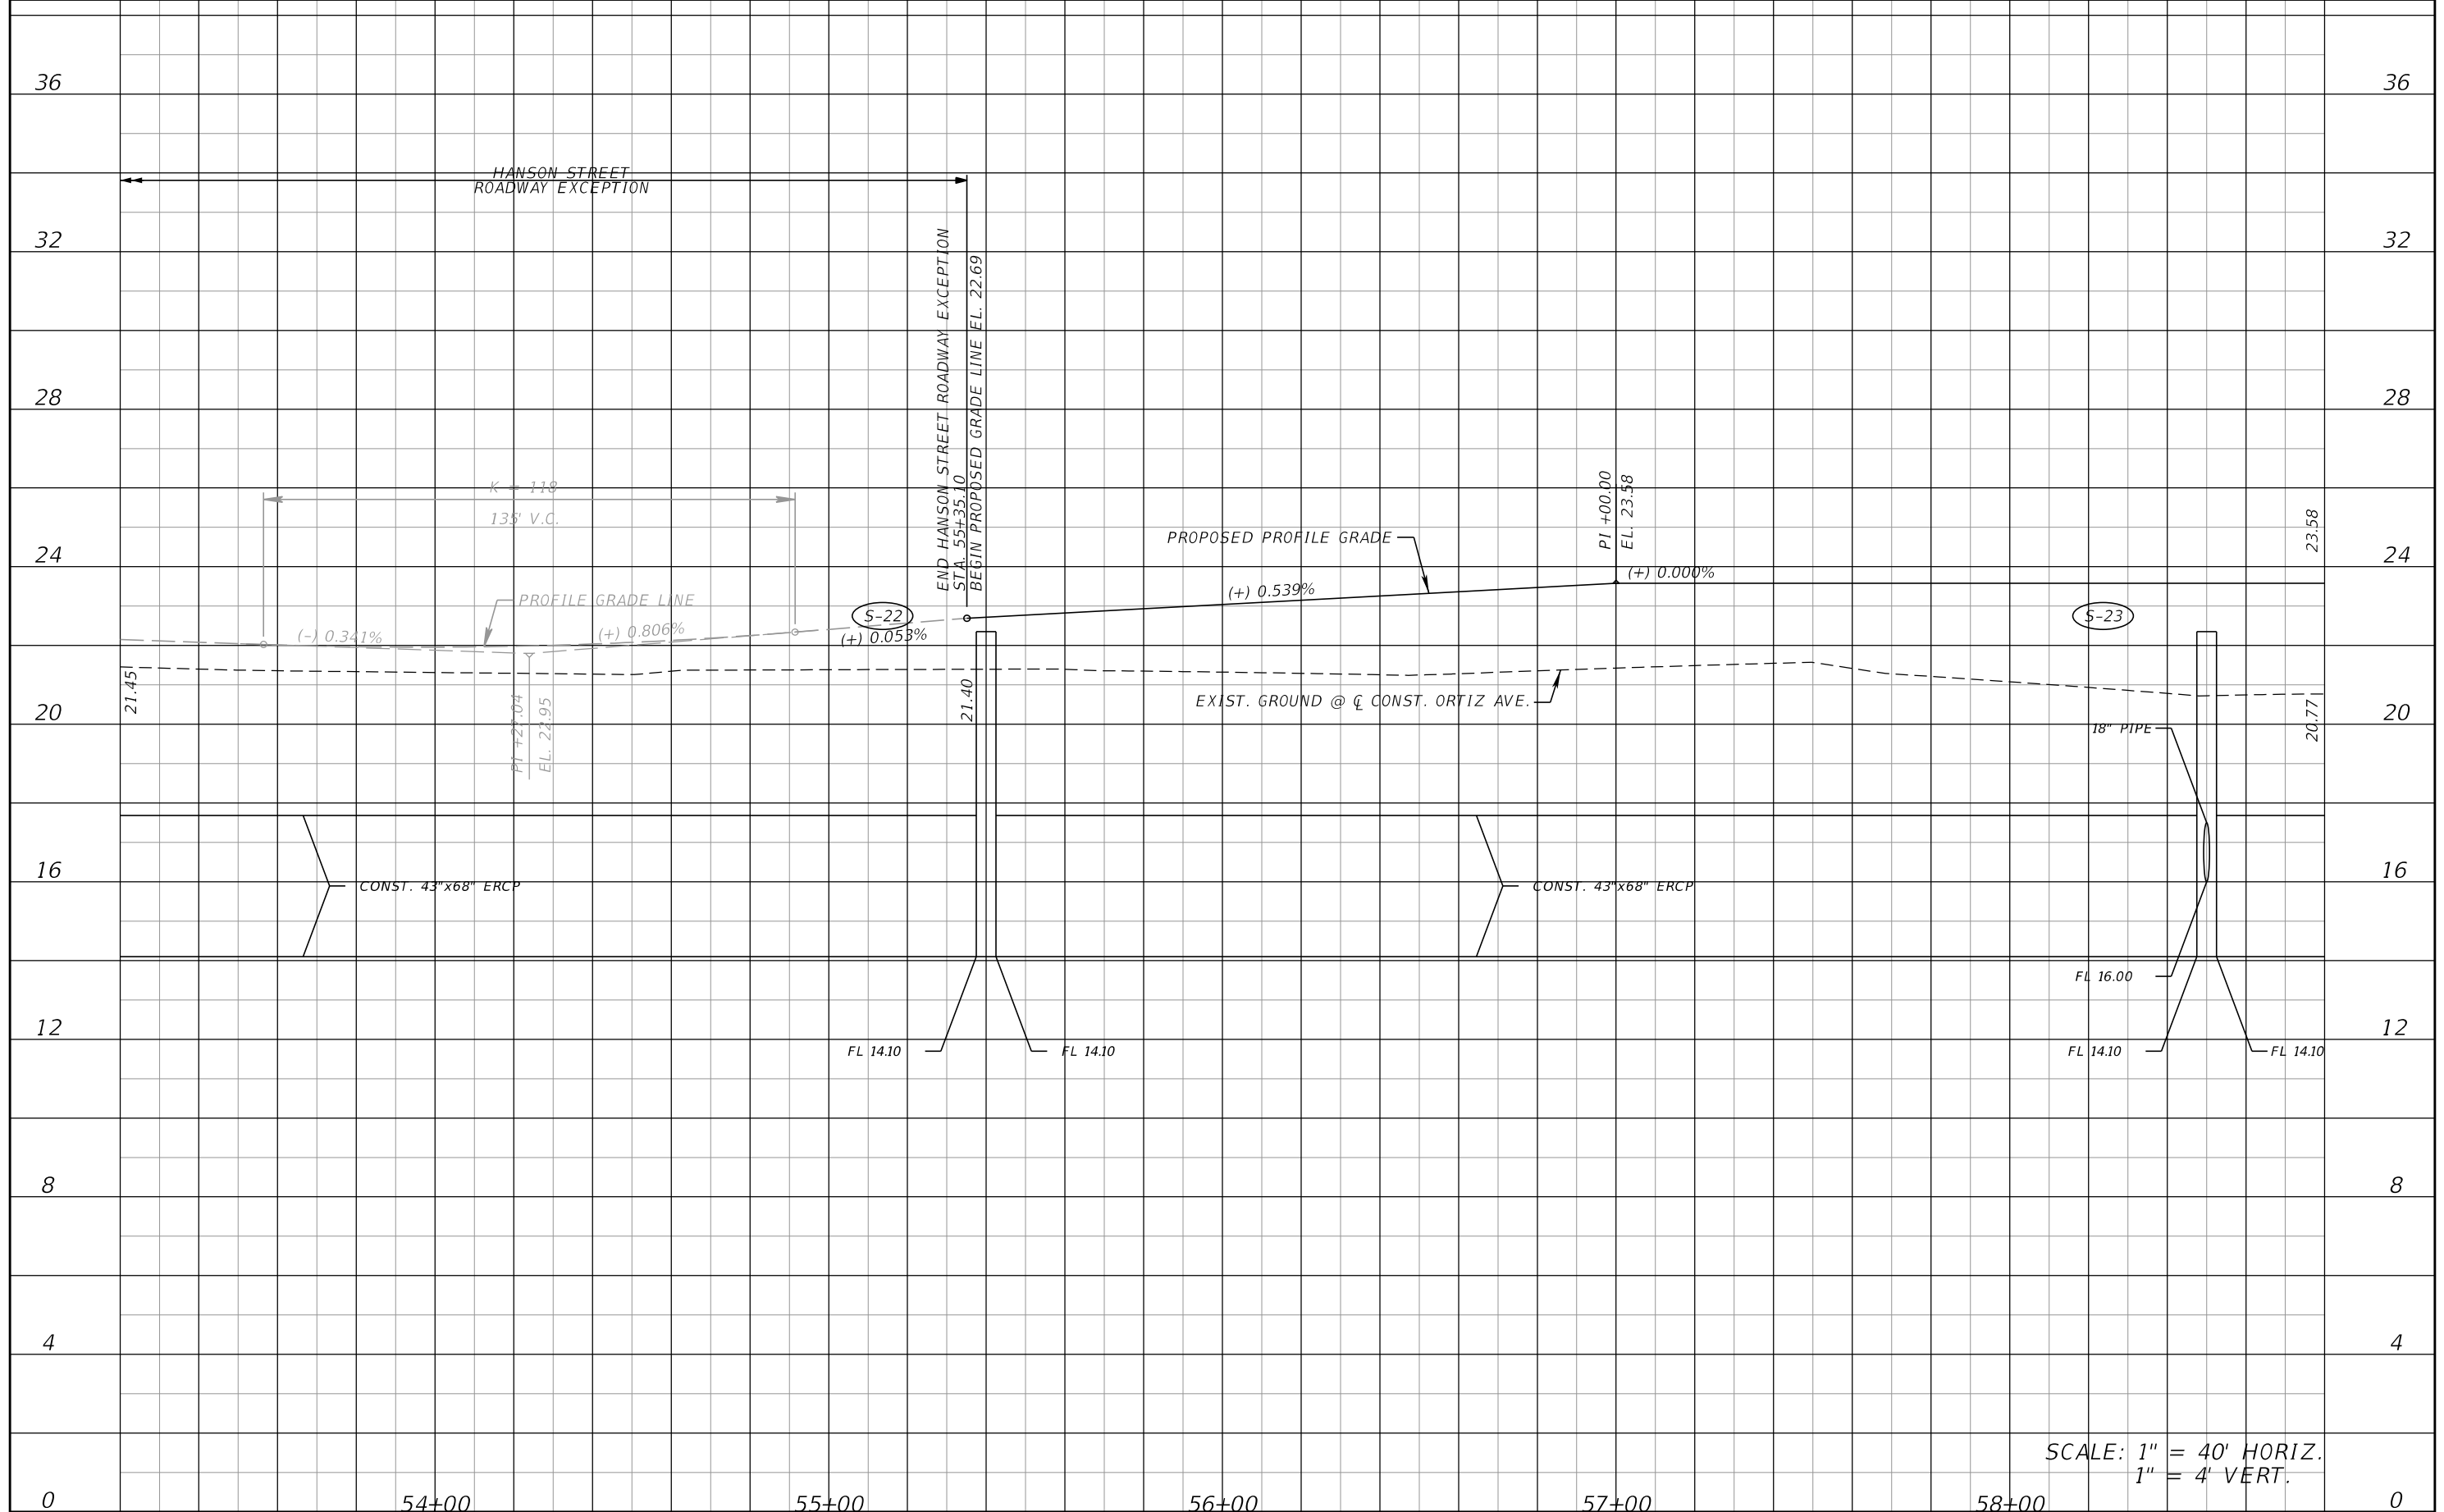 36
36
HANSON STREET
ROADWAY EXCEPTION
32
32
END HANSON STREET ROADWAY EXCEPTION
STA. 55+35.10
BEGIN PROPOSED GRADE LINE EL. 22.69
28
28
K = 118
135' V.C.
PI +00.00
EL. 23.58
23.58
PROPOSED PROFILE GRADE
24
24
(+) 0.000%
(+) 0.539%
PROFILE GRADE LINE
S-22
S-23
(-) 0.341%
(+) 0.806%
(+) 0.053%
21.45
21.40
EXIST. GROUND @ ℄ CONST. ORTIZ AVE.
20
20
PI +27.04
EL. 22.95
18" PIPE
20.77
16
16
CONST. 43"x68" ERCP
CONST. 43"x68" ERCP
FL 16.00
12
12
FL 14.10
FL 14.10
FL 14.10
FL 14.10
8
8
4
4
SCALE: 1" = 40' HORIZ.
1" = 4' VERT.
0
54+00
55+00
56+00
57+00
58+00
0